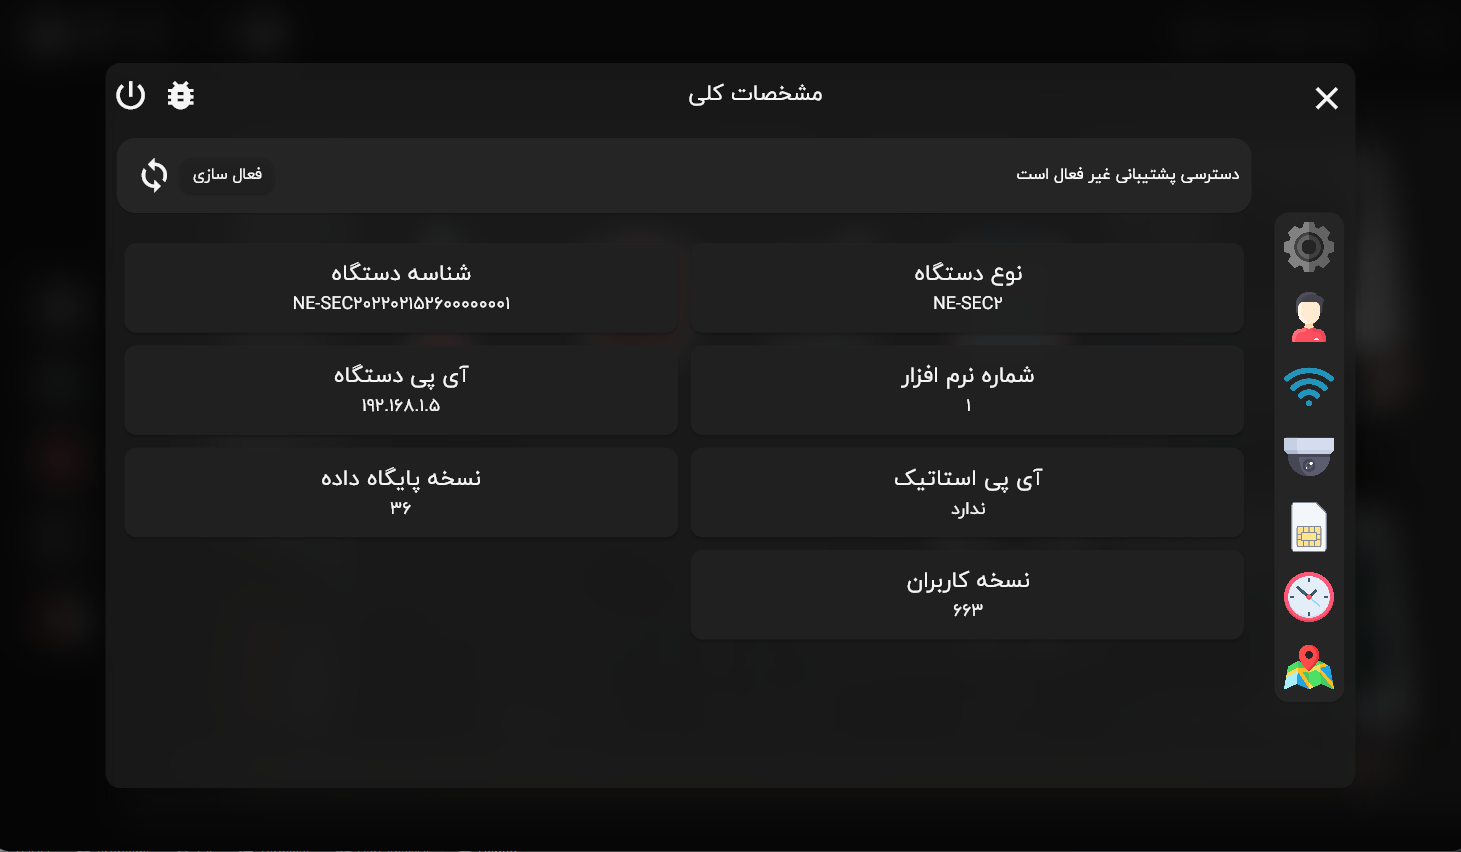 مشخصات کلی
دسترسی پشتیبانی غیر فعال است
فعال سازی
نوع دستگاه
NE-SEC۲
شناسه دستگاه
NE-SEC۲۰۲۲۰۲۱۵۲۶۰۰۰۰۰۰۰۱
شماره نرم افزار
۱
آی پی دستگاه
۱۹۲.۱۶۸.۱.۵
آی پی استاتیک
ندارد
نسخه پایگاه داده
۳۶
نسخه کاربران
۶۶۳